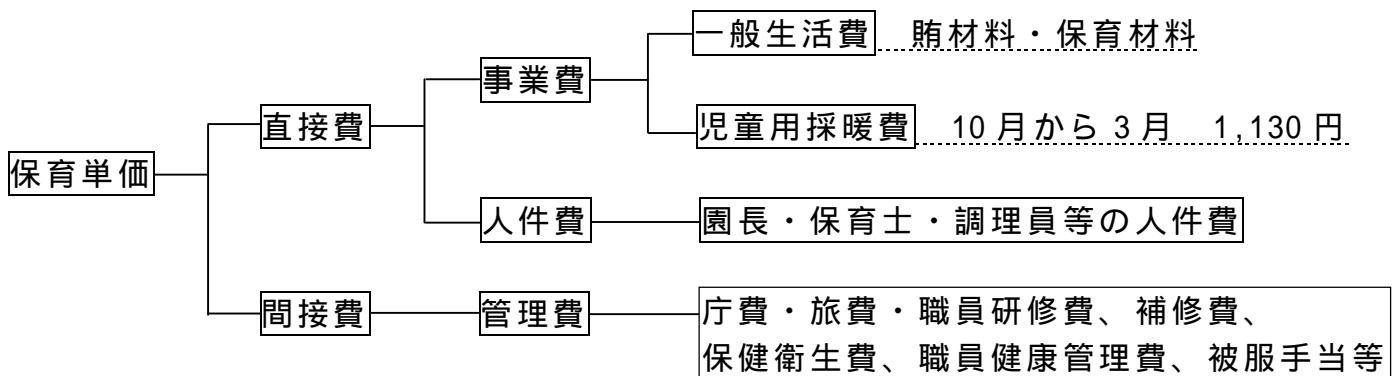 一般生活費 賄材料・保育材料
事業費
直接費
児童用採暖費 10月から3月 1,130円
保育単価
人件費
園長・保育士・調理員等の人件費
間接費
管理費
庁費・旅費・職員研修費、補修費、
保健衛生費、職員健康管理費、被服手当等